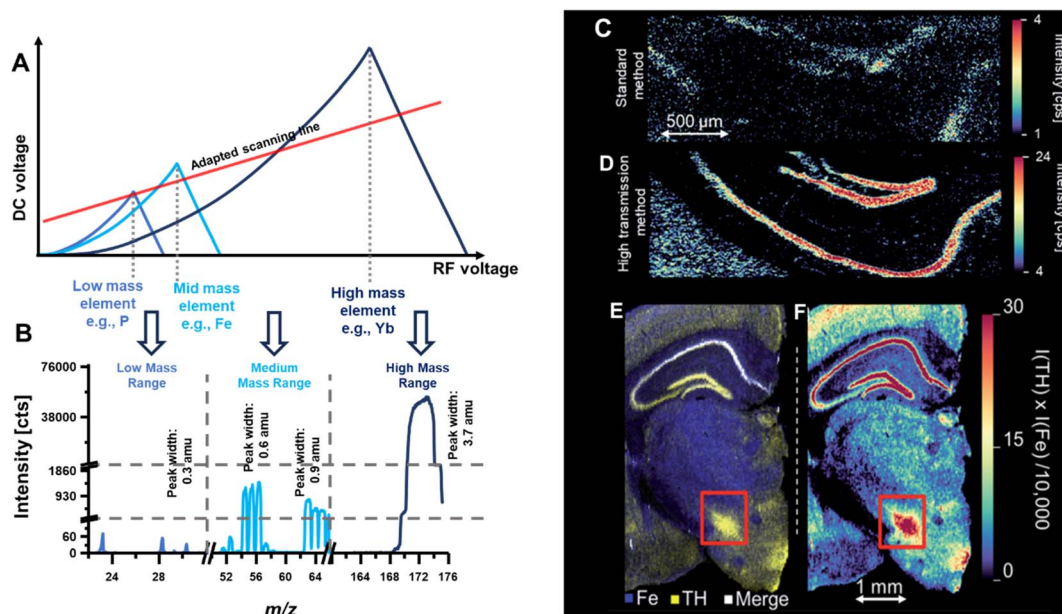 A
DC voltage
Adapted scanning line
RF voltage
Low mass
element
e.g., P
Mid mass
element
e.g., Fe
High mass
element
e.g., Yb
B
Intensity [cts]
76000
38000
1860
930
60
0
Low Mass
Range
Medium
Mass Range
High Mass
Range
Peak width:
0.3 amu
Peak width:
0.6 amu
Peak width:
0.9 amu
Peak width:
3.7 amu
24
28
52
56
60
64
164
168
172
176
m/z
C
Standard
method
500 µm
4
Intensity [cps]
1
D
High transmission
method
24
Intensity [cps]
4
E
Fe
TH
Merge
F
1 mm
30
15
0
I(TH) x I(Fe) /10,000